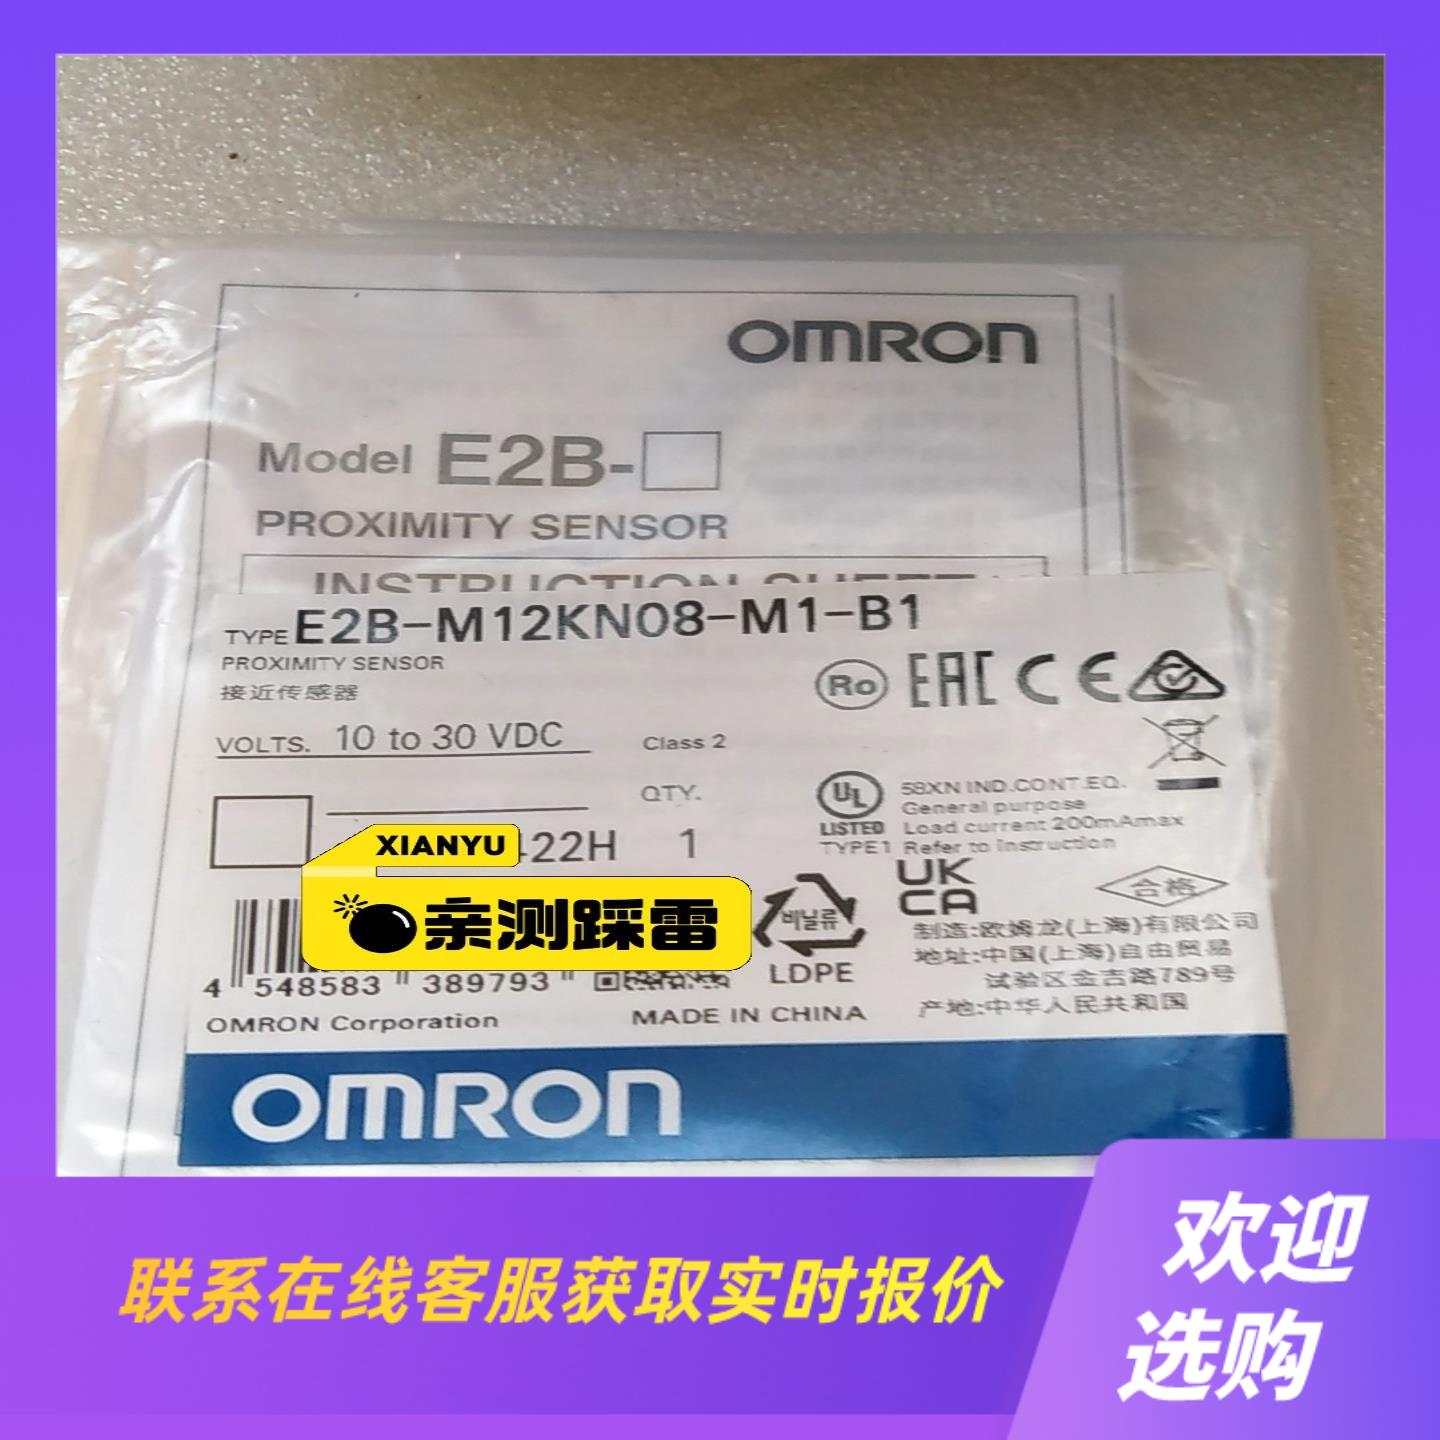 OMRON
Model E2B-
PROXIMITY SENSOR
INSTRUCTION SHEET
TYPE E2B-M12KN08-M1-B1
PROXIMITY SENSOR
接近传感器
Ro EAC CE
VOLTS. 10 to 30 VDC Class 2
QTY.
422H 1
UL LISTED TYPE1
58XN IND.CONT.EQ.
General purpose
Load current 200mAmax
Refer to instruction
UK
CA
合格
XIANYU
亲测踩雷
비닐류
LDPE
制造:欧姆龙(上海)有限公司
地址:中国(上海)自由贸易
试验区金吉路789号
产地:中华人民共和国
4 548583 389793
OMRON Corporation
MADE IN CHINA
OMRON
联系在线客服获取实时报价
欢迎
选购